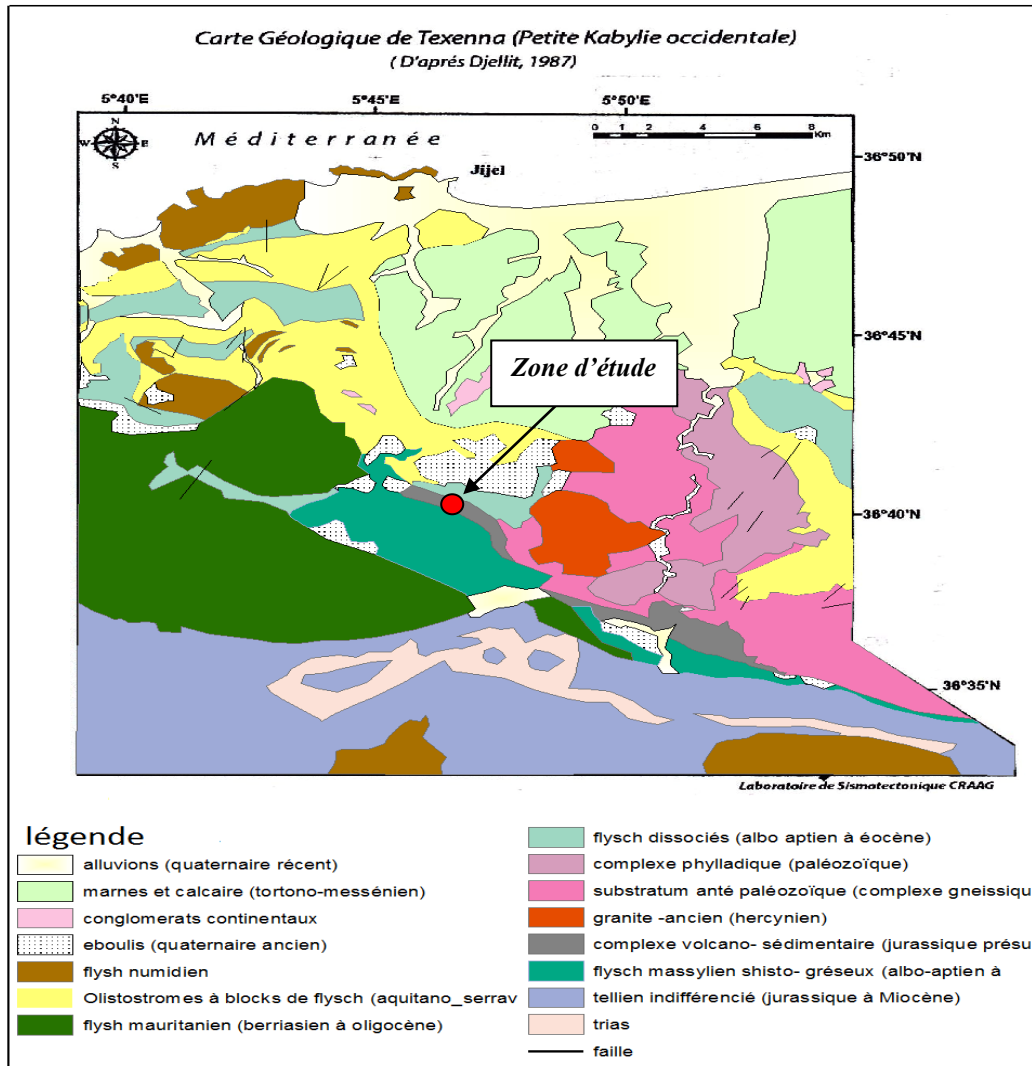 Carte Géologique de Texenna (Petite Kabylie occidentale)
( D'aprés Djellit, 1987)
5°40'E
5°45'E
5°50'E
N
W
E
S
Méditerranée
0 1 2 4 6 8
Km
Jijel
36°50'N
36°45'N
Zone d'étude
36°40'N
36°35'N
Laboratoire de Sismotectonique CRAAG
légende
alluvions (quaternaire récent)
marnes et calcaire (tortono-messénien)
conglomerats continentaux
eboulis (quaternaire ancien)
flysh numidien
Olistostromes à blocks de flysch (aquitano_serrav
flysh mauritanien (berriasien à oligocène)
flysch dissociés (albo aptien à éocène)
complexe phylladique (paléozoïque)
substratum anté paléozoïque (complexe gneissiqu
granite -ancien (hercynien)
complexe volcano- sédimentaire (jurassique présu
flysch massylien shisto- gréseux (albo-aptien à
tellien indifférencié (jurassique à Miocène)
trias
faille